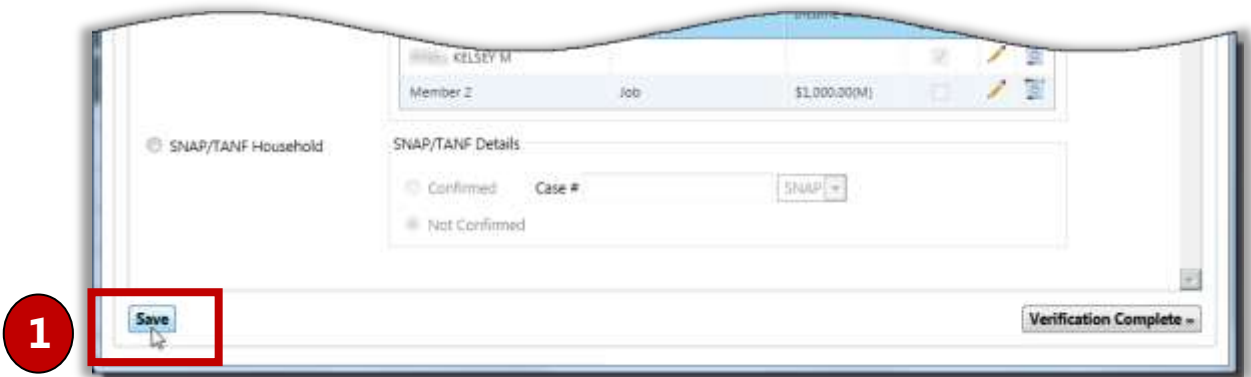 KELSEY M
Member 2 Job $1,000.00(M)
SNAP/TANF Household SNAP/TANF Details
Confirmed Case # SNAP
Not Confirmed
1 Save Verification Complete »